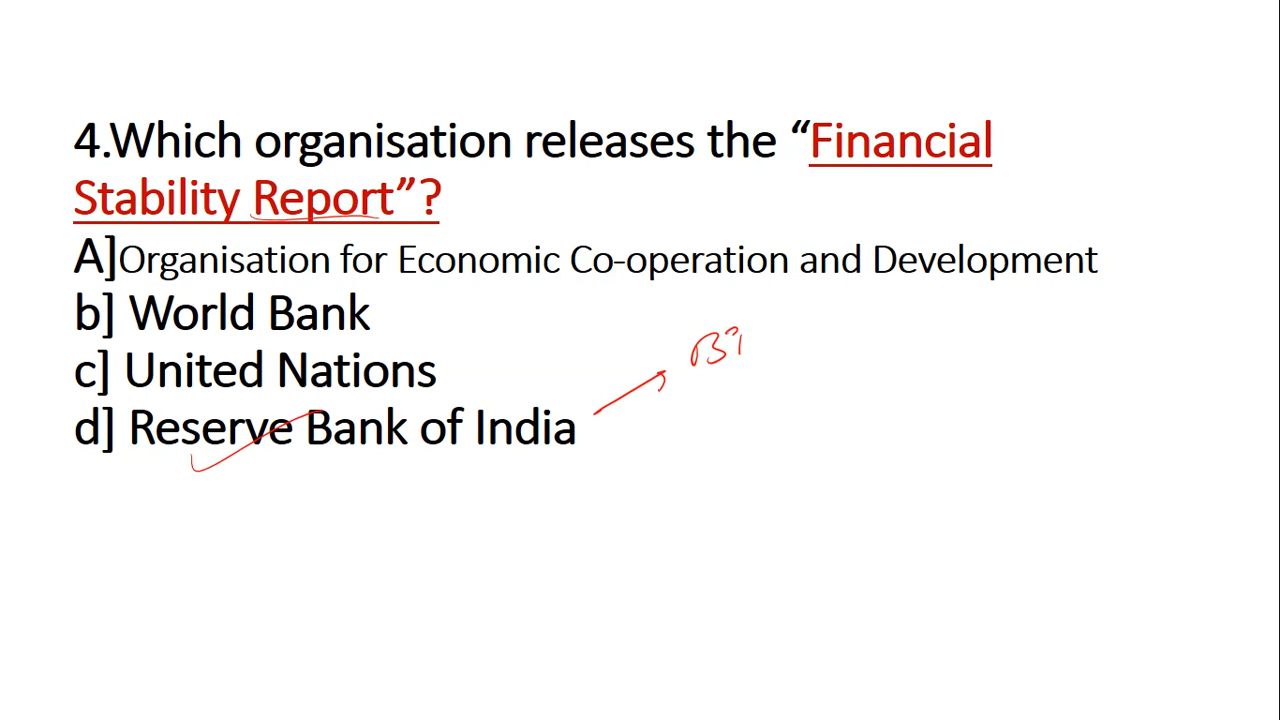 4.Which organisation releases the “Financial
Stability Report”?
A]Organisation for Economic Co-operation and Development
b] World Bank
c] United Nations
d] Reserve Bank of India